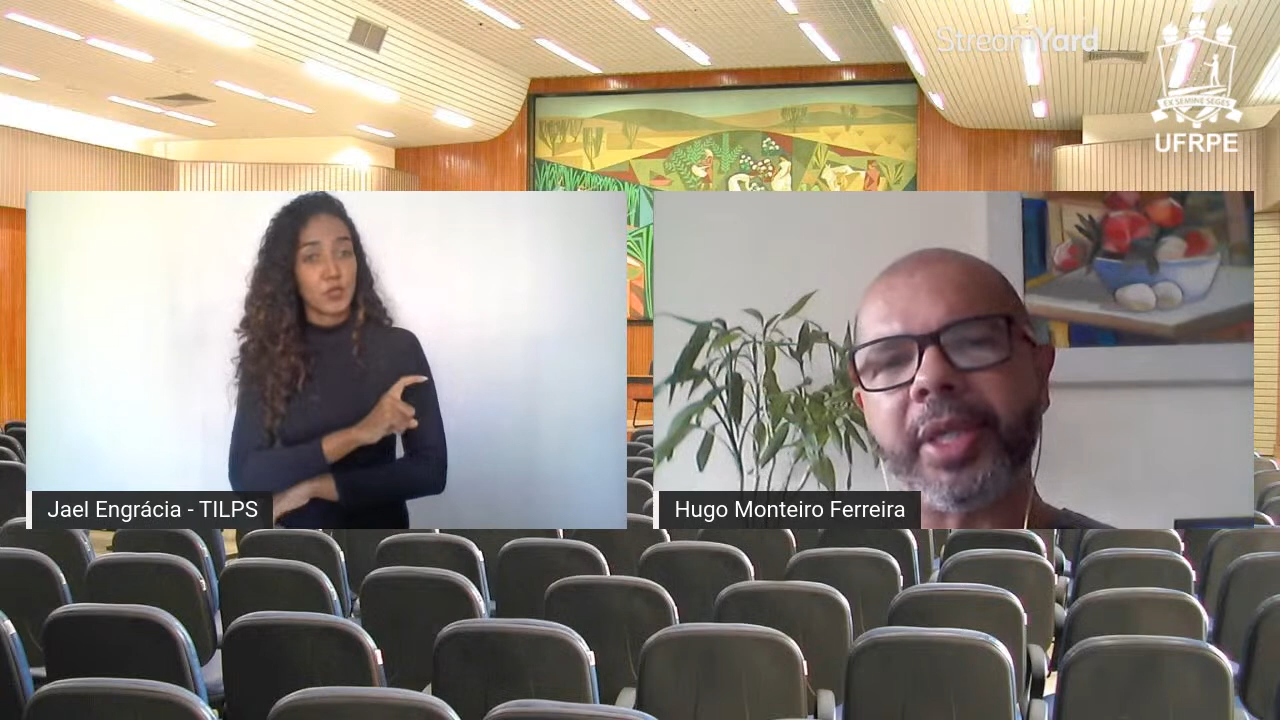 StreamYard
EX SEMINE SEGES
UFRPE
Jael Engrácia - TILPS
Hugo Monteiro Ferreira